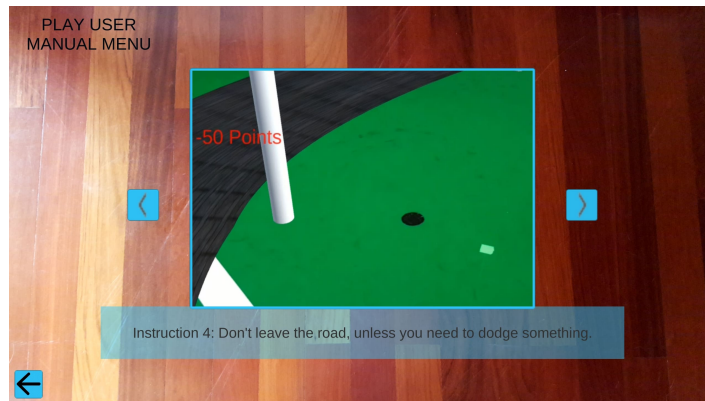 PLAY USER
MANUAL MENU
-50 Points
Instruction 4: Don't leave the road, unless you need to dodge something.